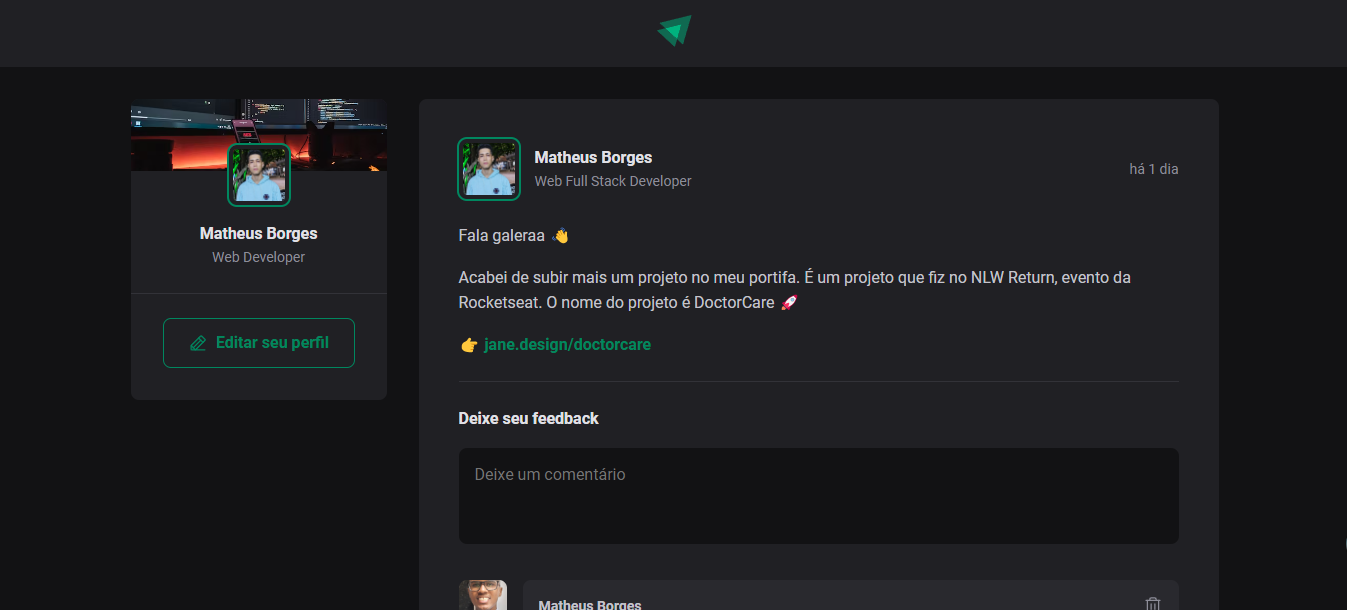 Matheus Borges
Web Developer
Editar seu perfil
Matheus Borges
Web Full Stack Developer
há 1 dia
Fala galeraa 👋
Acabei de subir mais um projeto no meu portifa. É um projeto que fiz no NLW Return, evento da
Rocketseat. O nome do projeto é DoctorCare 🚀
👉 jane.design/doctorcare
Deixe seu feedback
Deixe um comentário
Matheus Borges